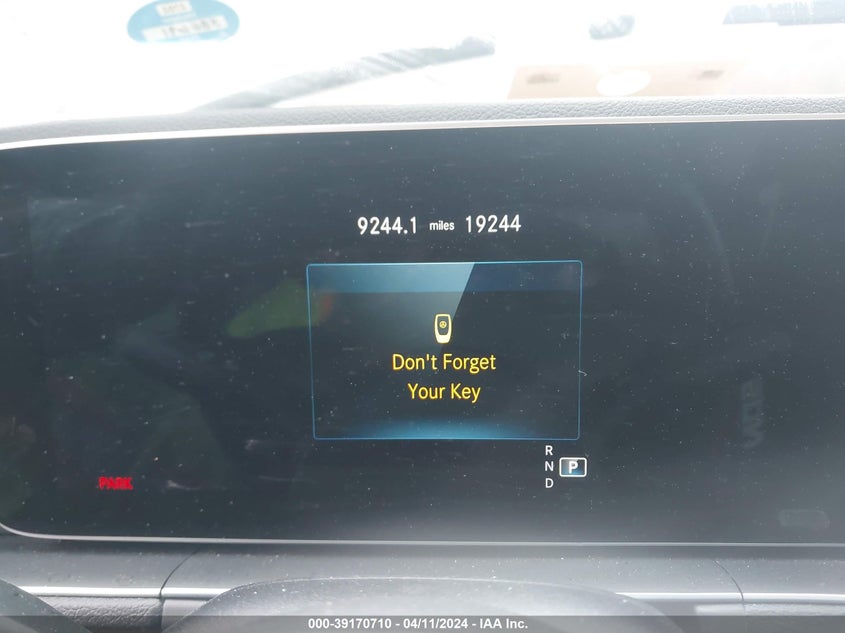 9244.1 miles 19244
Don't Forget
Your Key
R
N P
D
PARK
000-39170710 - 04/11/2024 - IAA Inc.